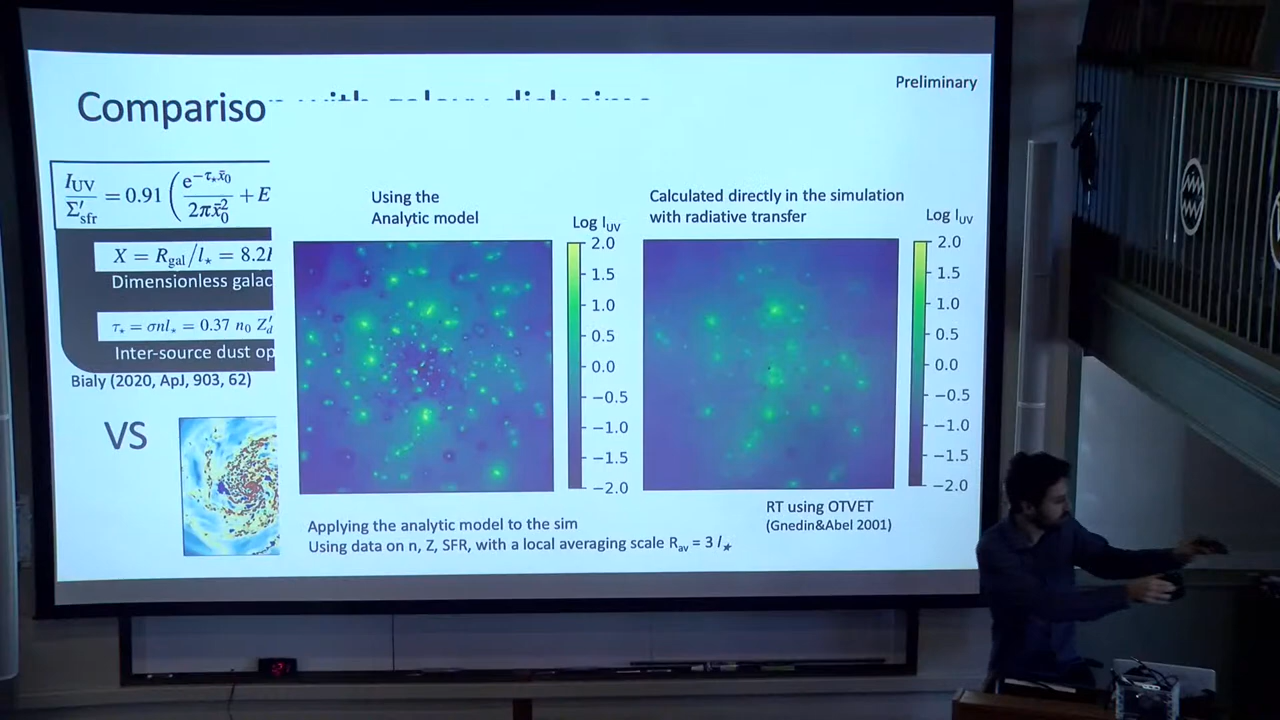 Preliminary
Compariso
I_UV / Σ′_sfr = 0.91 ( e^{−τ⋆x̄₀} / 2πx̄₀² + E
X = R_gal/l⋆ = 8.2
Dimensionless galac
τ⋆ = σnl⋆ = 0.37 n₀ Z′_d
Inter-source dust op
Bialy (2020, ApJ, 903, 62)
VS
Using the
Analytic model
Log I_UV
2.0
1.5
1.0
0.5
0.0
−0.5
−1.0
−1.5
−2.0
Calculated directly in the simulation
with radiative transfer
Log I_UV
2.0
1.5
1.0
0.5
0.0
−0.5
−1.0
−1.5
−2.0
RT using OTVET
(Gnedin&Abel 2001)
Applying the analytic model to the sim
Using data on n, Z, SFR, with a local averaging scale R_av = 3 l⋆